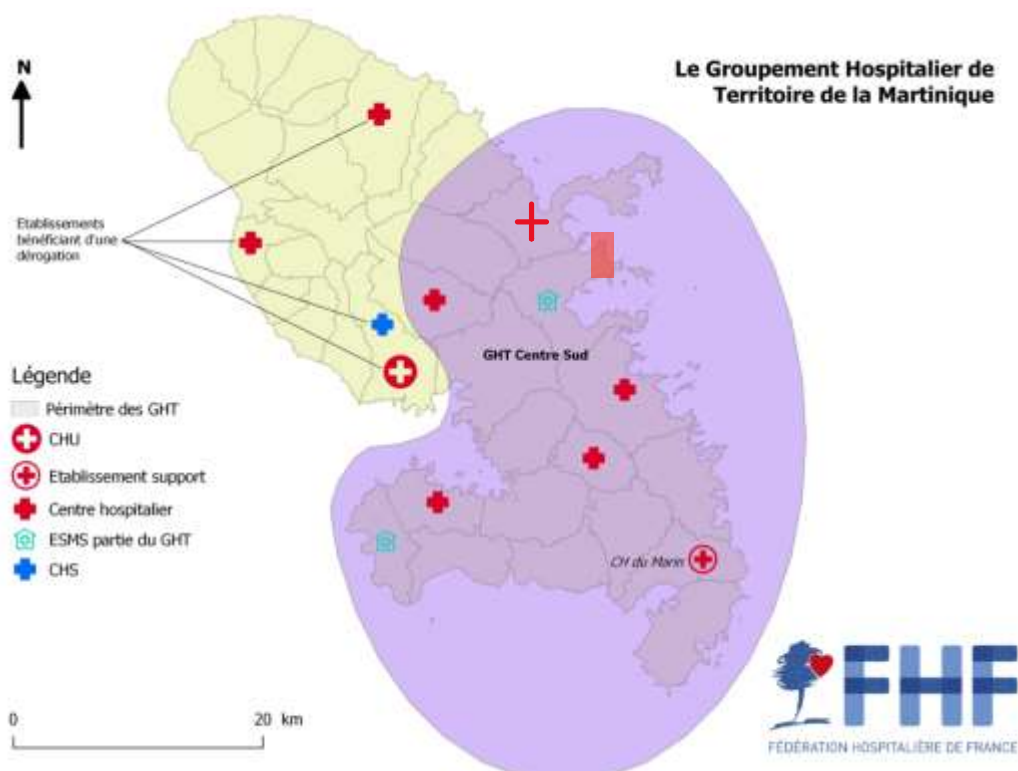 N
Le Groupement Hospitalier de
Territoire de la Martinique
Etablissements
bénéficiant d'une
dérogation
GHT Centre Sud
Légende
Périmètre des GHT
CHU
Etablissement support
Centre hospitalier
ESMS partie du GHT
CHS
CH du Marin
0 20 km
FHF
FÉDÉRATION HOSPITALIÈRE DE FRANCE